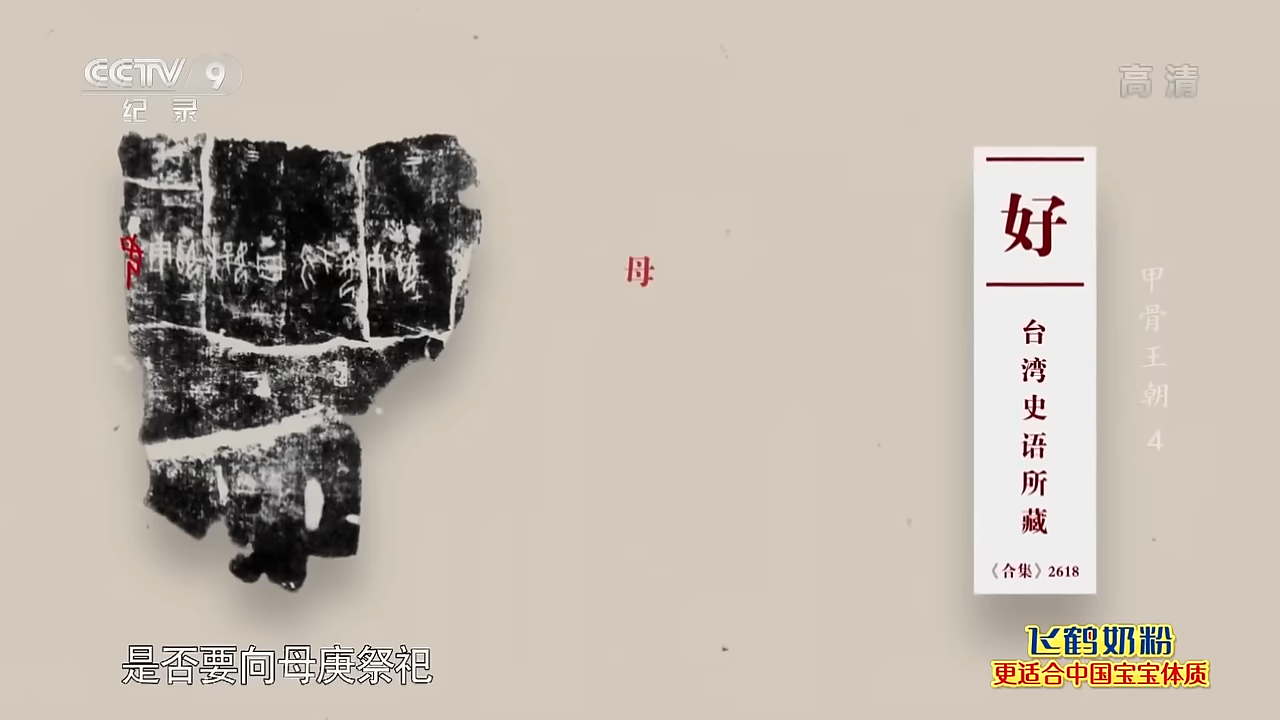 CCTV 9
纪录
高清
母
好
台湾史语所藏
《合集》2618
甲骨王朝 4
是否要向母庚祭祀
飞鹤奶粉
更适合中国宝宝体质